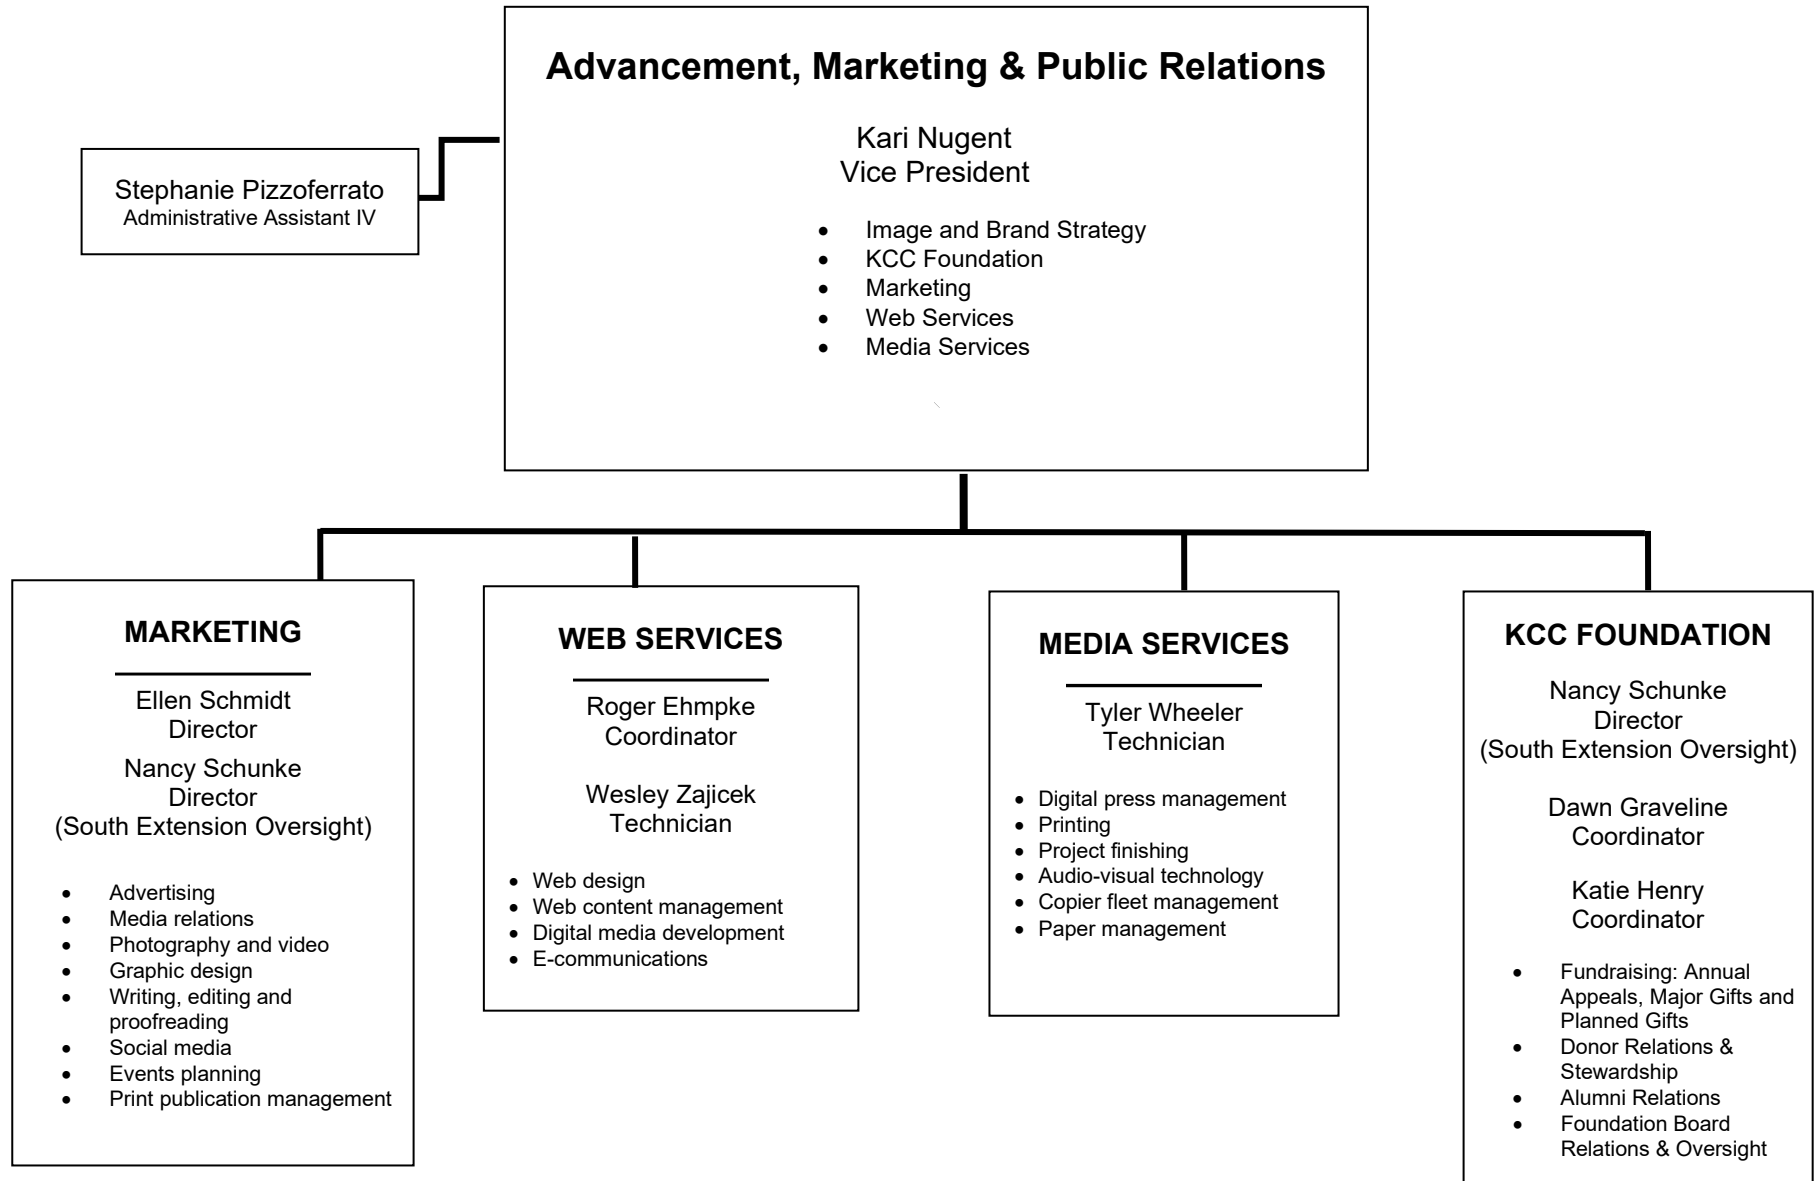 Advancement, Marketing & Public Relations
Kari Nugent
Vice President
• Image and Brand Strategy
• KCC Foundation
• Marketing
• Web Services
• Media Services
Stephanie Pizzoferrato
Administrative Assistant IV
MARKETING
Ellen Schmidt
Director
Nancy Schunke
Director
(South Extension Oversight)
• Advertising
• Media relations
• Photography and video
• Graphic design
• Writing, editing and
proofreading
• Social media
• Events planning
• Print publication management
WEB SERVICES
Roger Ehmpke
Coordinator
Wesley Zajicek
Technician
• Web design
• Web content management
• Digital media development
• E-communications
MEDIA SERVICES
Tyler Wheeler
Technician
• Digital press management
• Printing
• Project finishing
• Audio-visual technology
• Copier fleet management
• Paper management
KCC FOUNDATION
Nancy Schunke
Director
(South Extension Oversight)
Dawn Graveline
Coordinator
Katie Henry
Coordinator
• Fundraising: Annual
Appeals, Major Gifts and
Planned Gifts
• Donor Relations &
Stewardship
• Alumni Relations
• Foundation Board
Relations & Oversight